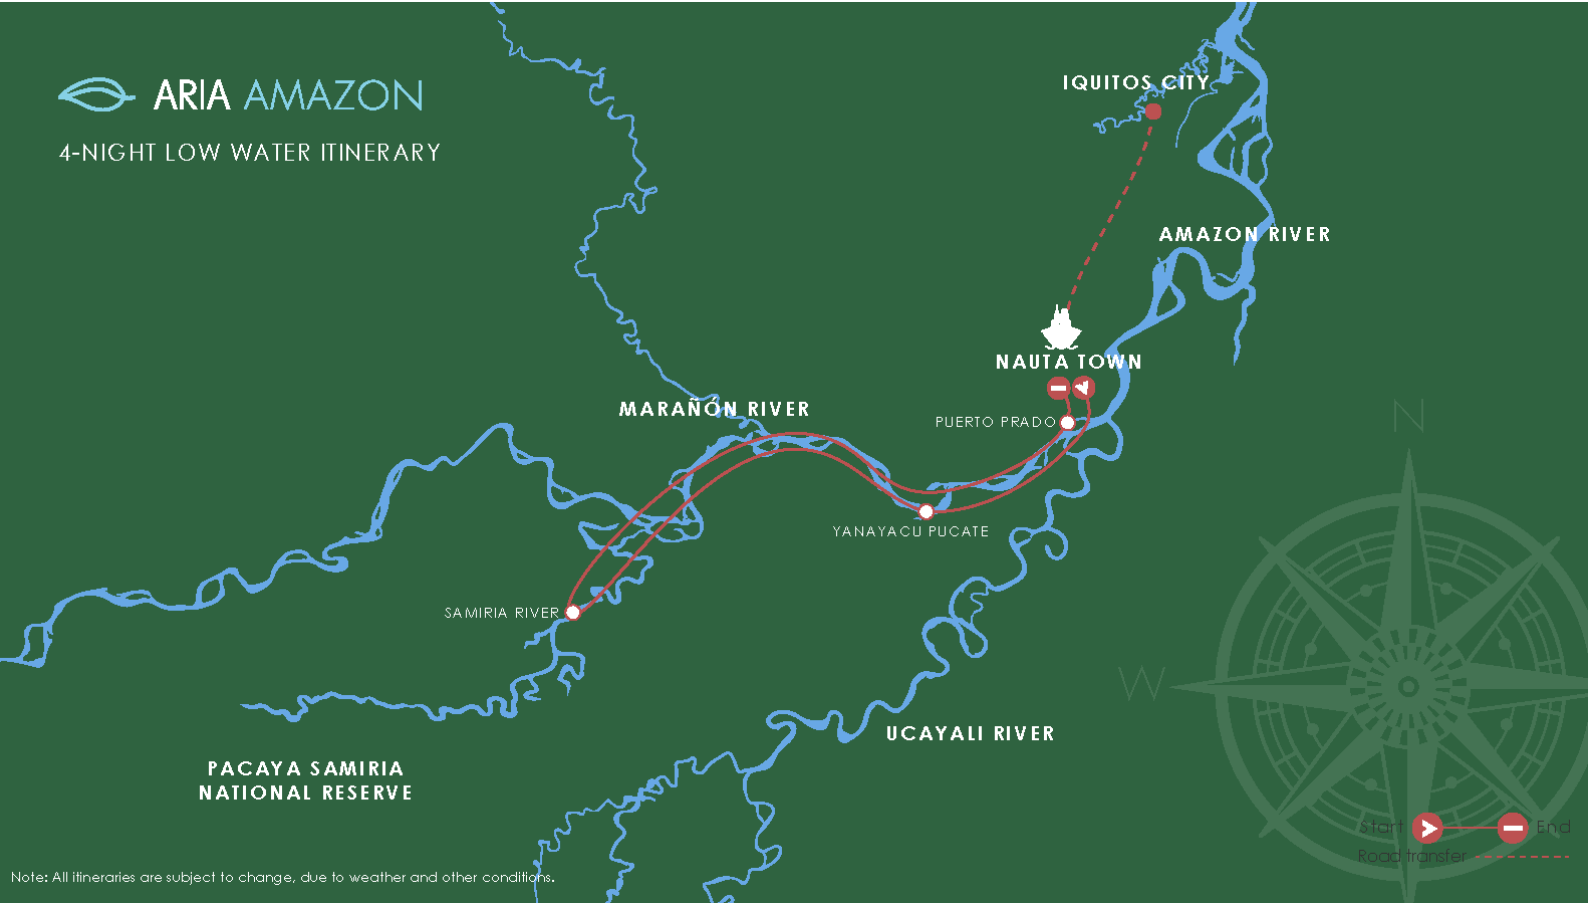 ARIA AMAZON
4-NIGHT LOW WATER ITINERARY
IQUITOS CITY
AMAZON RIVER
NAUTA TOWN
MARAÑÓN RIVER
PUERTO PRADO
YANAYACU PUCATE
SAMIRIA RIVER
N
W
UCAYALI RIVER
PACAYA SAMIRIA
NATIONAL RESERVE
Start End
Road transfer
Note: All itineraries are subject to change, due to weather and other conditions.